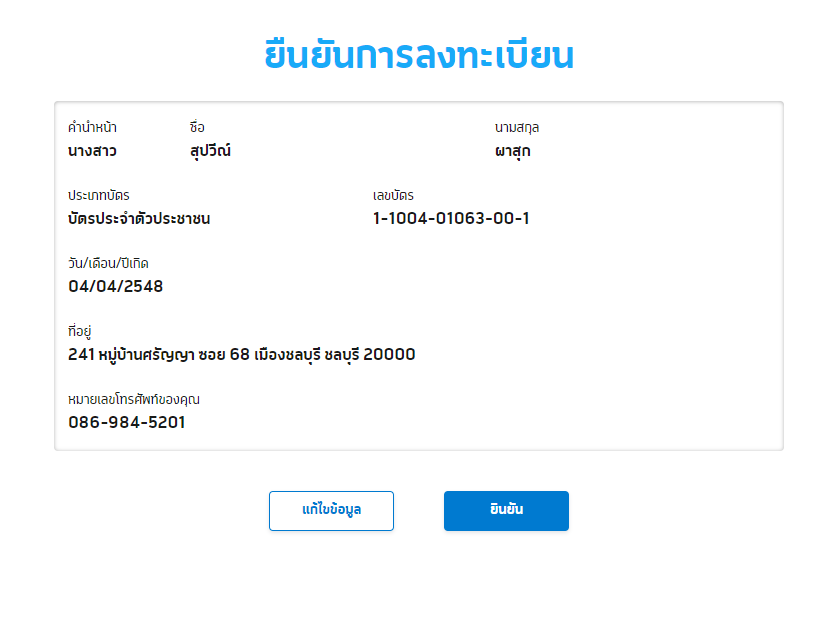 ยืนยันการลงทะเบียน
คำนำหน้า ชื่อ นามสกุล
นางสาว สุปวีณ์ ผาสุก
ประเภทบัตร เลขบัตร
บัตรประจำตัวประชาชน 1-1004-01063-00-1
วัน/เดือน/ปีเกิด
04/04/2548
ที่อยู่
241 หมู่บ้านศรัญญา ซอย 68 เมืองชลบุรี ชลบุรี 20000
หมายเลขโทรศัพท์ของคุณ
086-984-5201
แก้ไขข้อมูล ยินยัน